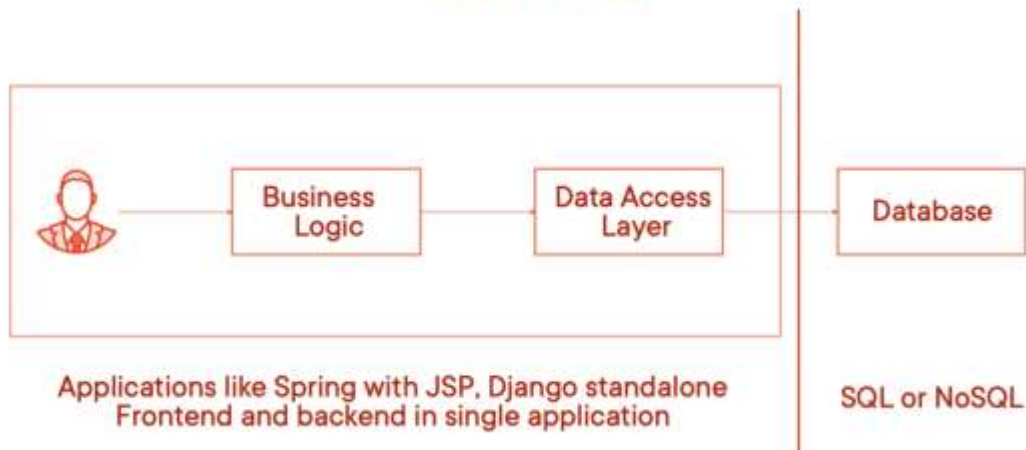 Business
Logic
Data Access
Layer
Database
Applications like Spring with JSP, Django standalone
Frontend and backend in single application
SQL or NoSQL